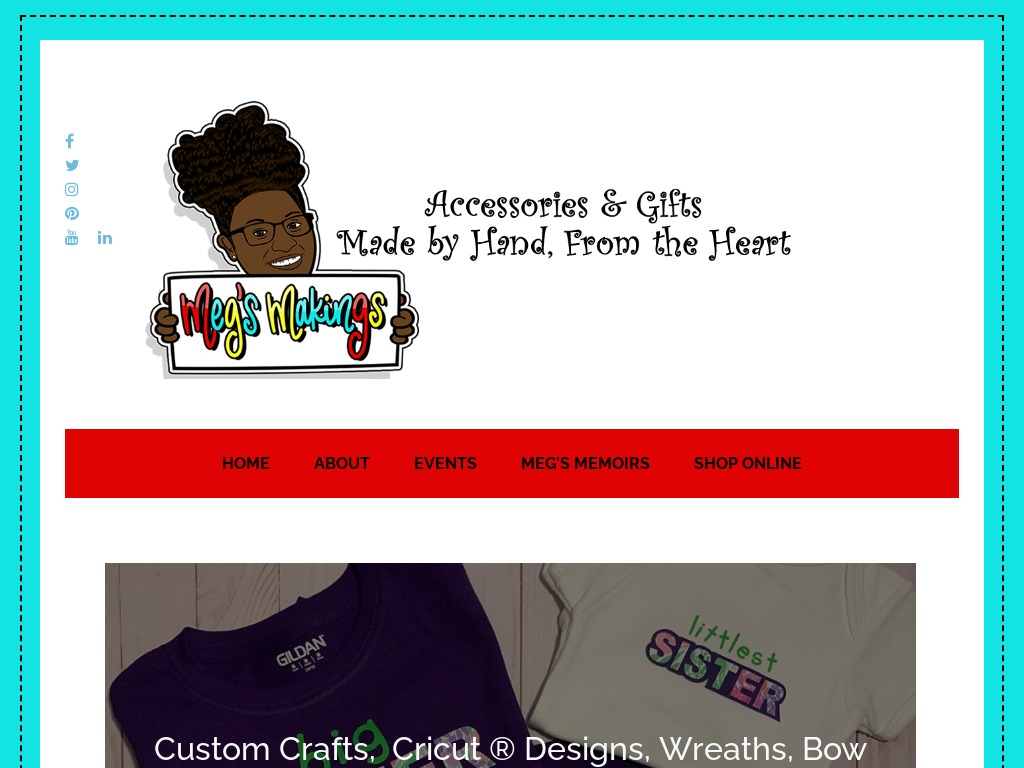 Accessories & Gifts
Made by Hand, From the Heart
Meg's Makings
HOME ABOUT EVENTS MEG'S MEMOIRS SHOP ONLINE
GILDAN
littlest
SISTER
big
Custom Crafts, Cricut ® Designs, Wreaths, Bow